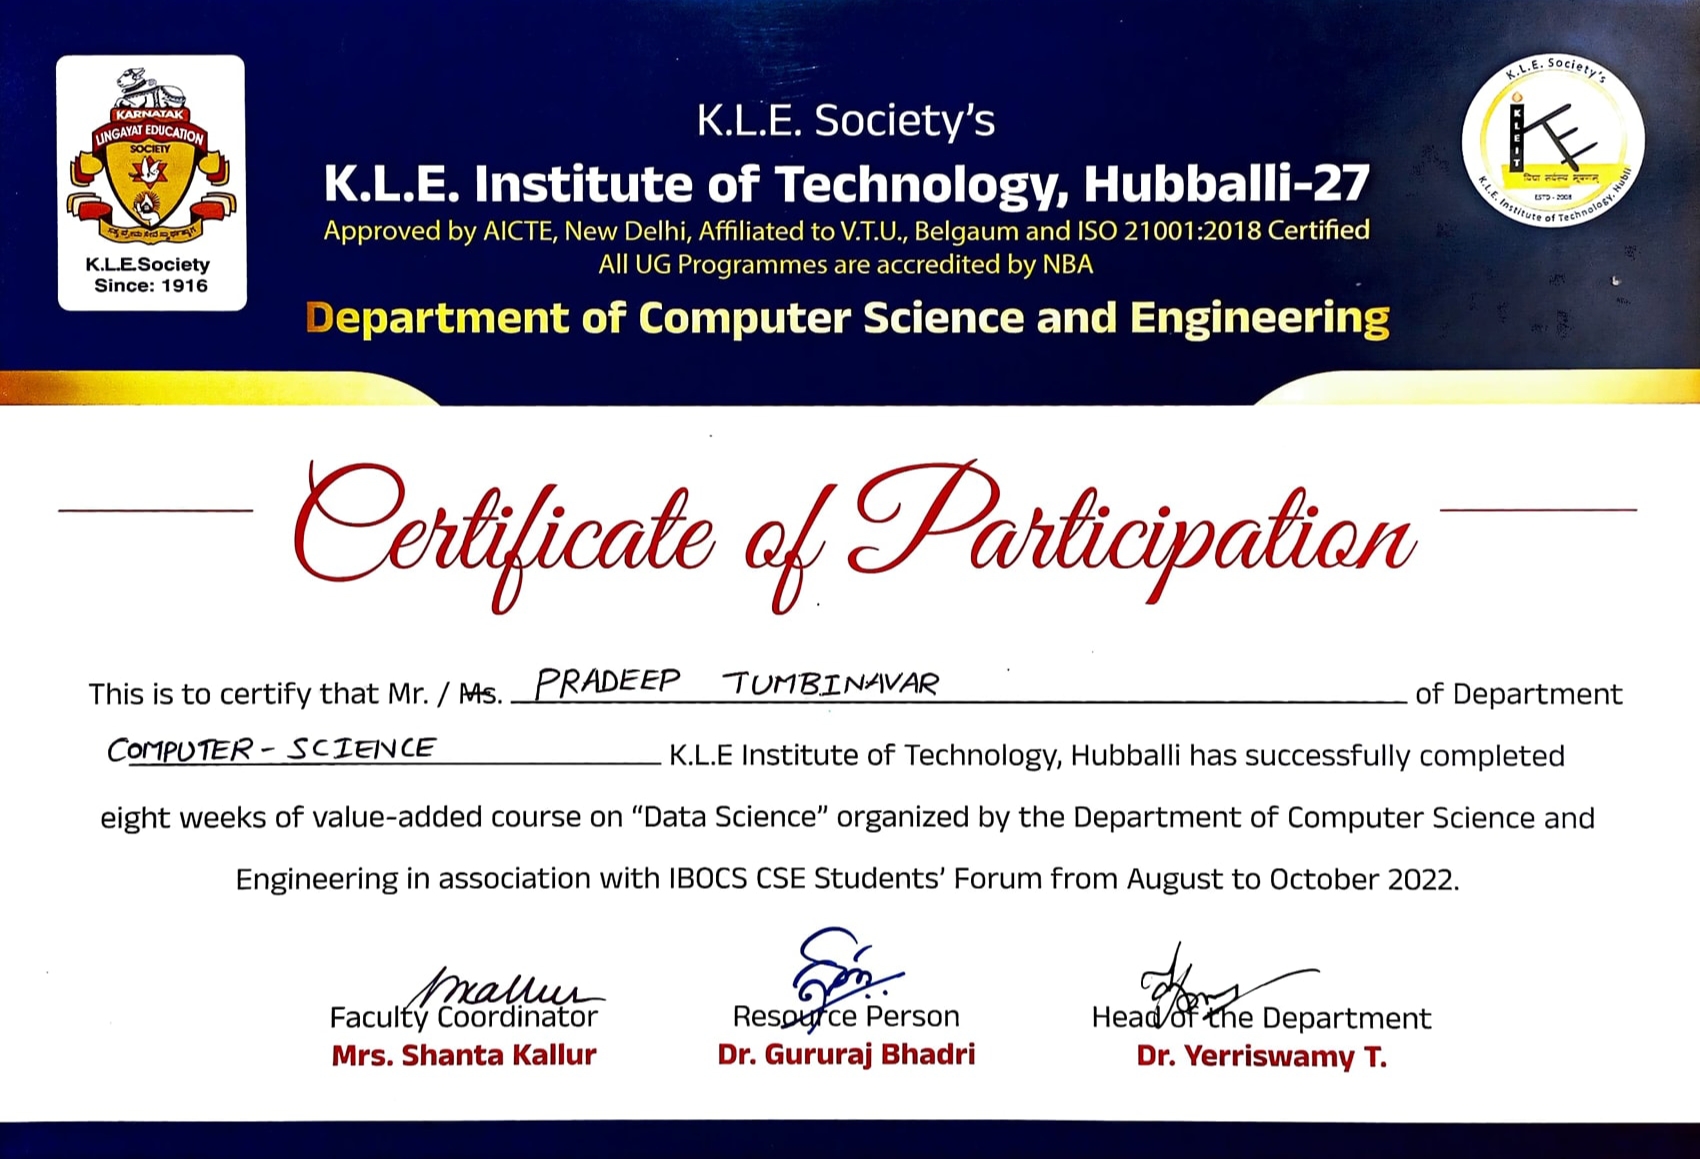 KARNATAK
LINGAYAT EDUCATION
SOCIETY
K.L.E.Society
Since: 1916
K.L.E. Society's
K.L.E. Institute of Technology, Hubballi-27
Approved by AICTE, New Delhi, Affiliated to V.T.U., Belgaum and ISO 21001:2018 Certified
All UG Programmes are accredited by NBA
Department of Computer Science and Engineering
K.L.E. Society's
KLEIT
ESTD - 2008
K.L.E. Institute of Technology, Hubli
Certificate of Participation
This is to certify that Mr. / Ms. PRADEEP TUMBINAVAR of Department
COMPUTER - SCIENCE K.L.E Institute of Technology, Hubballi has successfully completed
eight weeks of value-added course on “Data Science” organized by the Department of Computer Science and
Engineering in association with IBOCS CSE Students’ Forum from August to October 2022.
Faculty Coordinator
Mrs. Shanta Kallur
Resource Person
Dr. Gururaj Bhadri
Head of the Department
Dr. Yerriswamy T.